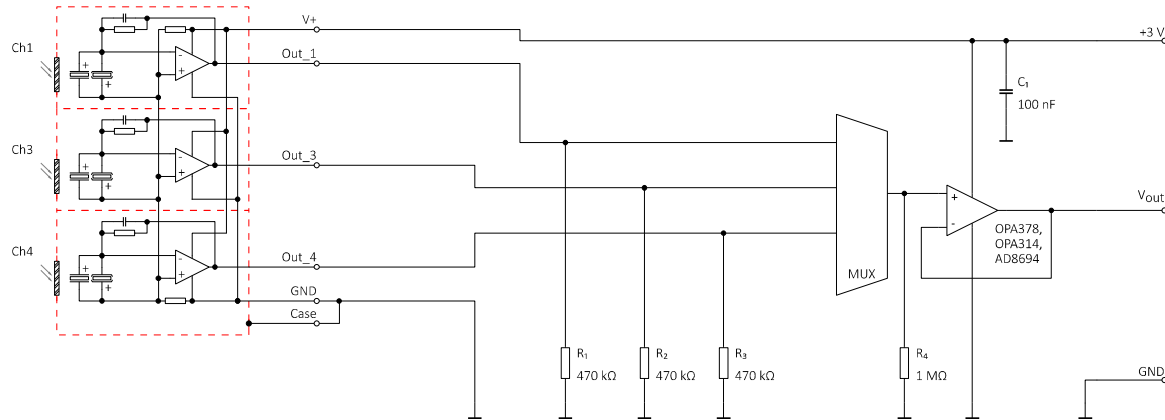 V+
+3 V
Ch1
Out_1
C₁
100 nF
Ch3
Out_3
+
-
Vout
OPA378,
OPA314,
AD8694
Ch4
Out_4
MUX
GND
Case
R₁
470 kΩ
R₂
470 kΩ
R₃
470 kΩ
R₄
1 MΩ
GND